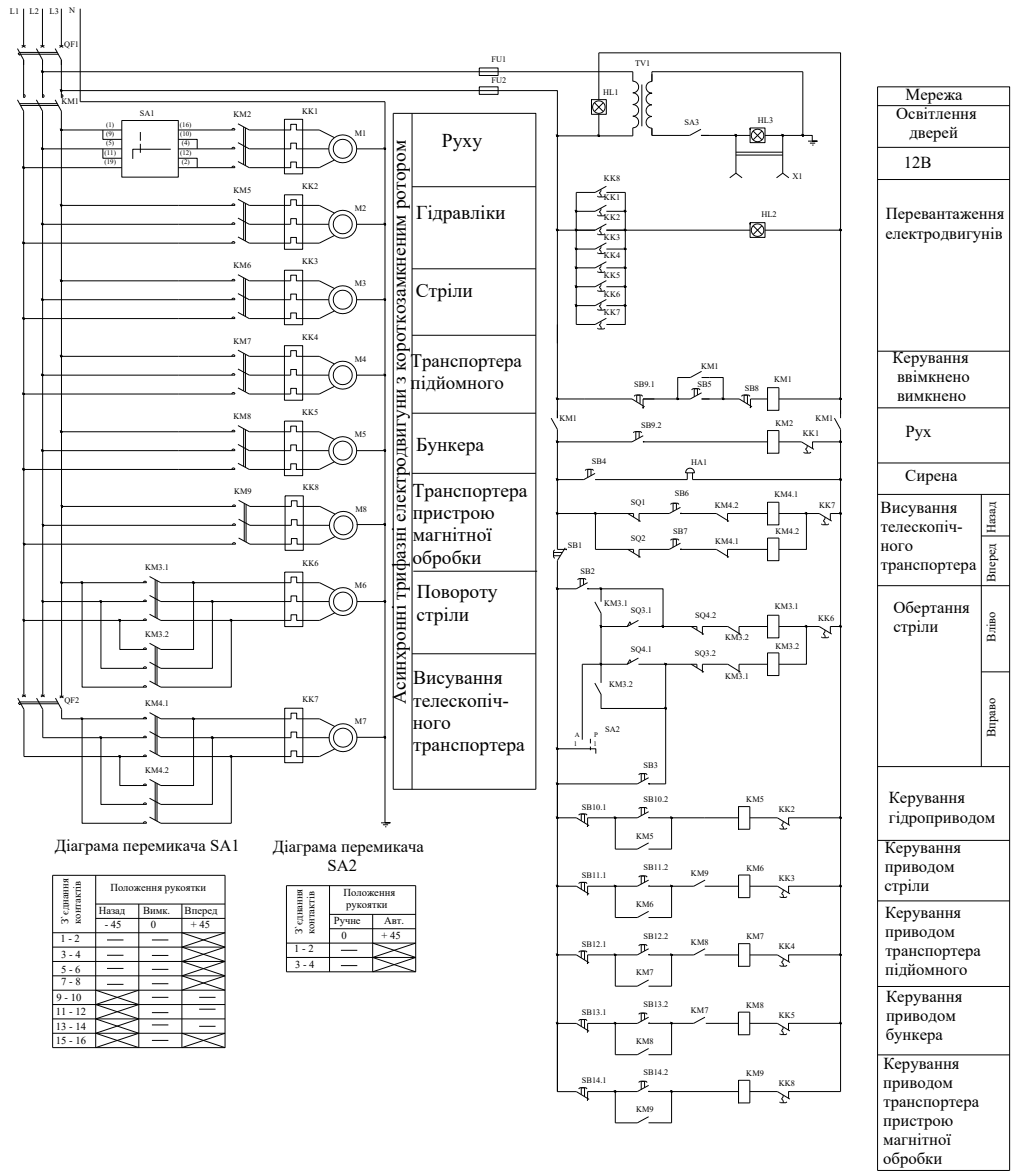 L1 L2 L3 N
QF1
KM1
SA1
(1) (16)
(9) (10)
(5) (4)
(11) (12)
(19) (2)
KM2 KK1 M1
KM5 KK2 M2
KM6 KK3 M3
KM7 KK4 M4
KM8 KK5 M5
KM9 KK8 M8
KM3.1 KK6 M6
KM3.2
QF2
KM4.1 KK7 M7
KM4.2
Асинхронні трифазні електродвигуни з короткозамкненим ротором
Руху
Гідравліки
Стріли
Транспортера
підйомного
Бункера
Транспортера
пристрою
магнітної
обробки
Повороту
стріли
Висування
телескопіч-
ного
транспортера
FU1
FU2
TV1
HL1
SA3 HL3
X1
KK8
KK1
KK2
KK3
KK4
KK5
KK6
KK7
HL2
KM1
SB9.1 SB5 SB8 KM1
KM1 KM1
SB9.2 KM2 KK1
SB4 HA1
SQ1 SB6 KM4.2 KM4.1 KK7
SQ2 SB7 KM4.1 KM4.2
SB1
SB2
KM3.1 SQ3.1 SQ4.2 KM3.2 KM3.1 KK6
SQ4.1 SQ3.2 KM3.1 KM3.2
KM3.2
SA2
A P
1 1
SB3
SB10.1 SB10.2 KM5 KK2
KM5
SB11.1 SB11.2 KM9 KM6 KK3
KM6
SB12.1 SB12.2 KM8 KM7 KK4
KM7
SB13.1 SB13.2 KM7 KM8 KK5
KM8
SB14.1 SB14.2 KM9 KK8
KM9
Мережа
Освітлення
дверей
12В
Перевантаження
електродвигунів
Керування
ввімкнено
вимкнено
Рух
Сирена
Висування
телескопіч-
ного
транспортера
Назад
Вперед
Обертання
стріли
Вліво
Вправо
Керування
гідроприводом
Керування
приводом
стріли
Керування
приводом
транспортера
підйомного
Керування
приводом
бункера
Керування
приводом
транспортера
пристрою
магнітної
обробки
Діаграма перемикача SA1
З' єднання
контактів
Положення рукоятки
Назад Вимк. Вперед
- 45 0 + 45
1 - 2
3 - 4
5 - 6
7 - 8
9 - 10
11 - 12
13 - 14
15 - 16
Діаграма перемикача
SA2
З' єднання
контактів
Положення
рукоятки
Ручне Авт.
0 + 45
1 - 2
3 - 4